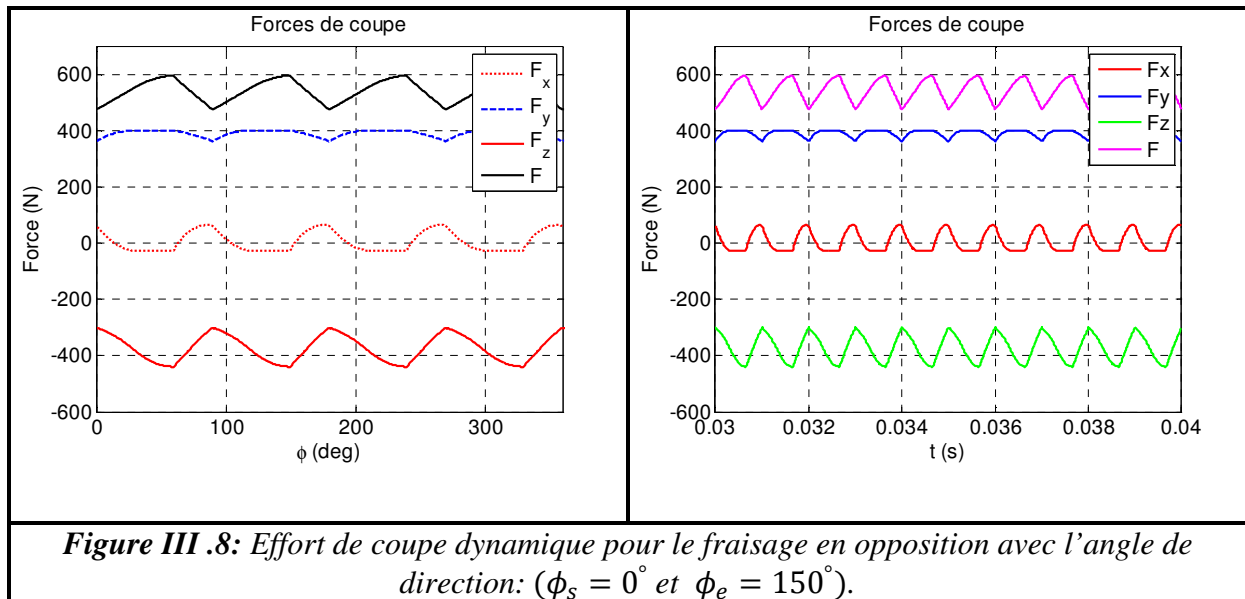 Forces de coupe
600
400
200
0
-200
-400
-600
Force (N)
0
100
200
300
ϕ (deg)
F_x
F_y
F_z
F
Forces de coupe
600
400
200
0
-200
-400
-600
Force (N)
0.03
0.032
0.034
0.036
0.038
0.04
t (s)
Fx
Fy
Fz
F
Figure III .8: Effort de coupe dynamique pour le fraisage en opposition avec l’angle de
direction: (ϕ_s = 0° et ϕ_e = 150°).